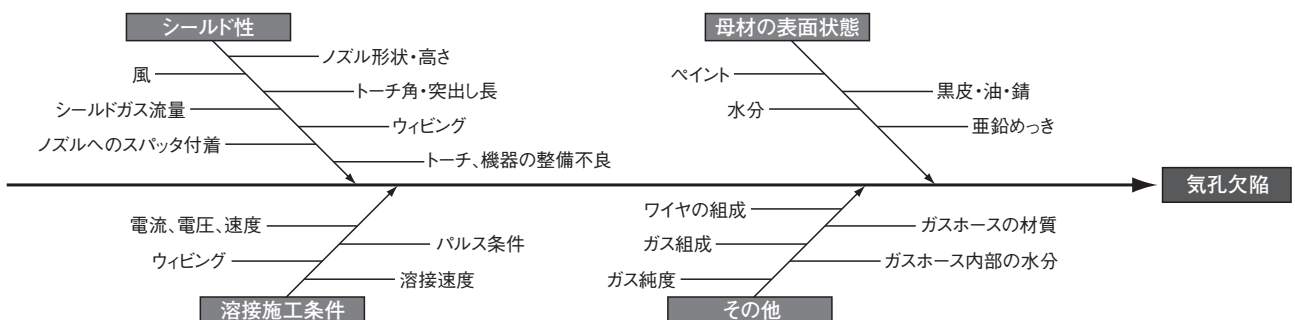 シールド性
ノズル形状・高さ
風
トーチ角・突出し長
シールドガス流量
ウィビング
ノズルへのスパッタ付着
トーチ、機器の整備不良
母材の表面状態
ペイント
黒皮・油・錆
水分
亜鉛めっき
気孔欠陥
電流、電圧、速度
パルス条件
ウィビング
溶接速度
溶接施工条件
ワイヤの組成
ガスホースの材質
ガス組成
ガスホース内部の水分
ガス純度
その他